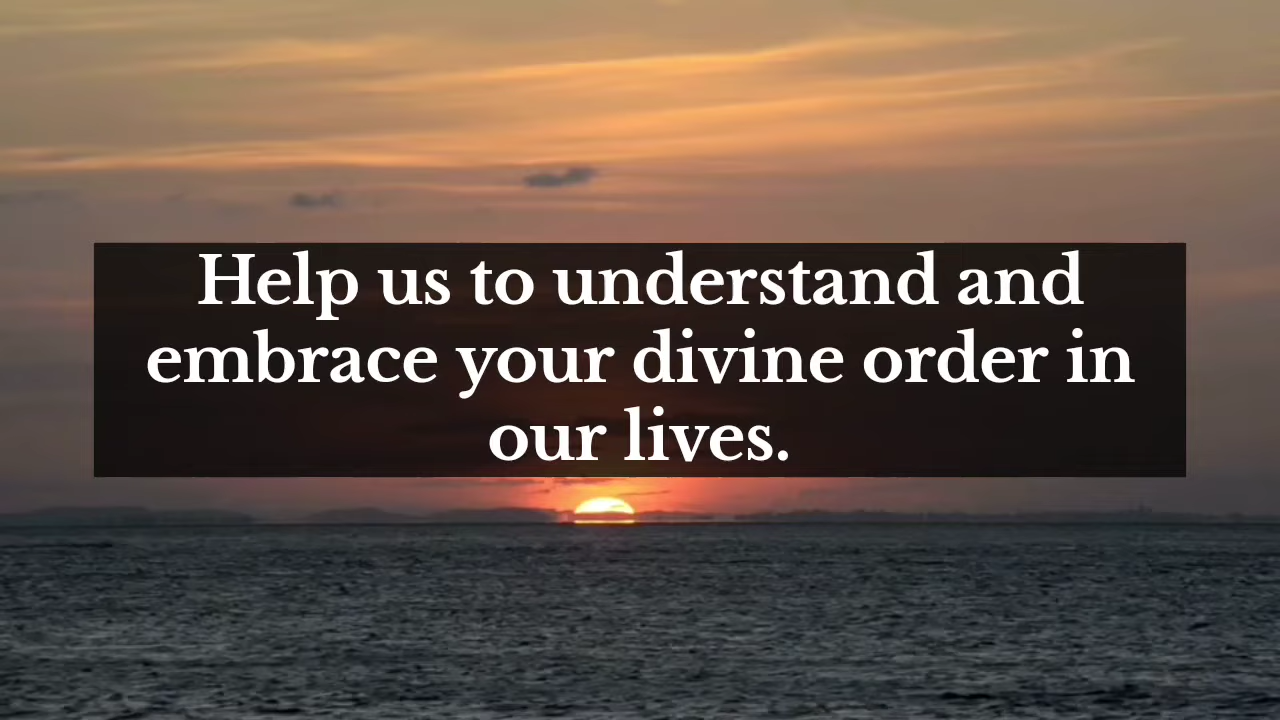 Help us to understand and
embrace your divine order in
our lives.